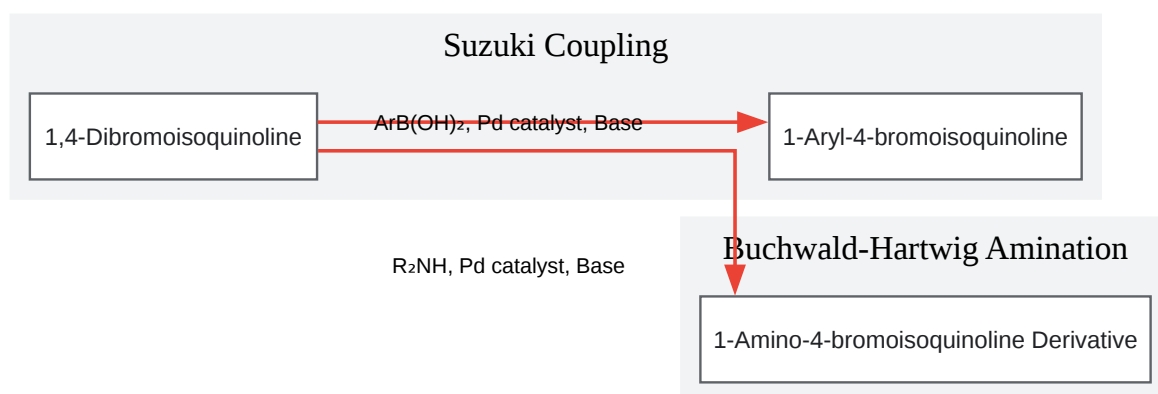 Suzuki Coupling
1,4-Dibromoisoquinoline
ArB(OH)₂, Pd catalyst, Base
1-Aryl-4-bromoisoquinoline
Buchwald-Hartwig Amination
R₂NH, Pd catalyst, Base
1-Amino-4-bromoisoquinoline Derivative